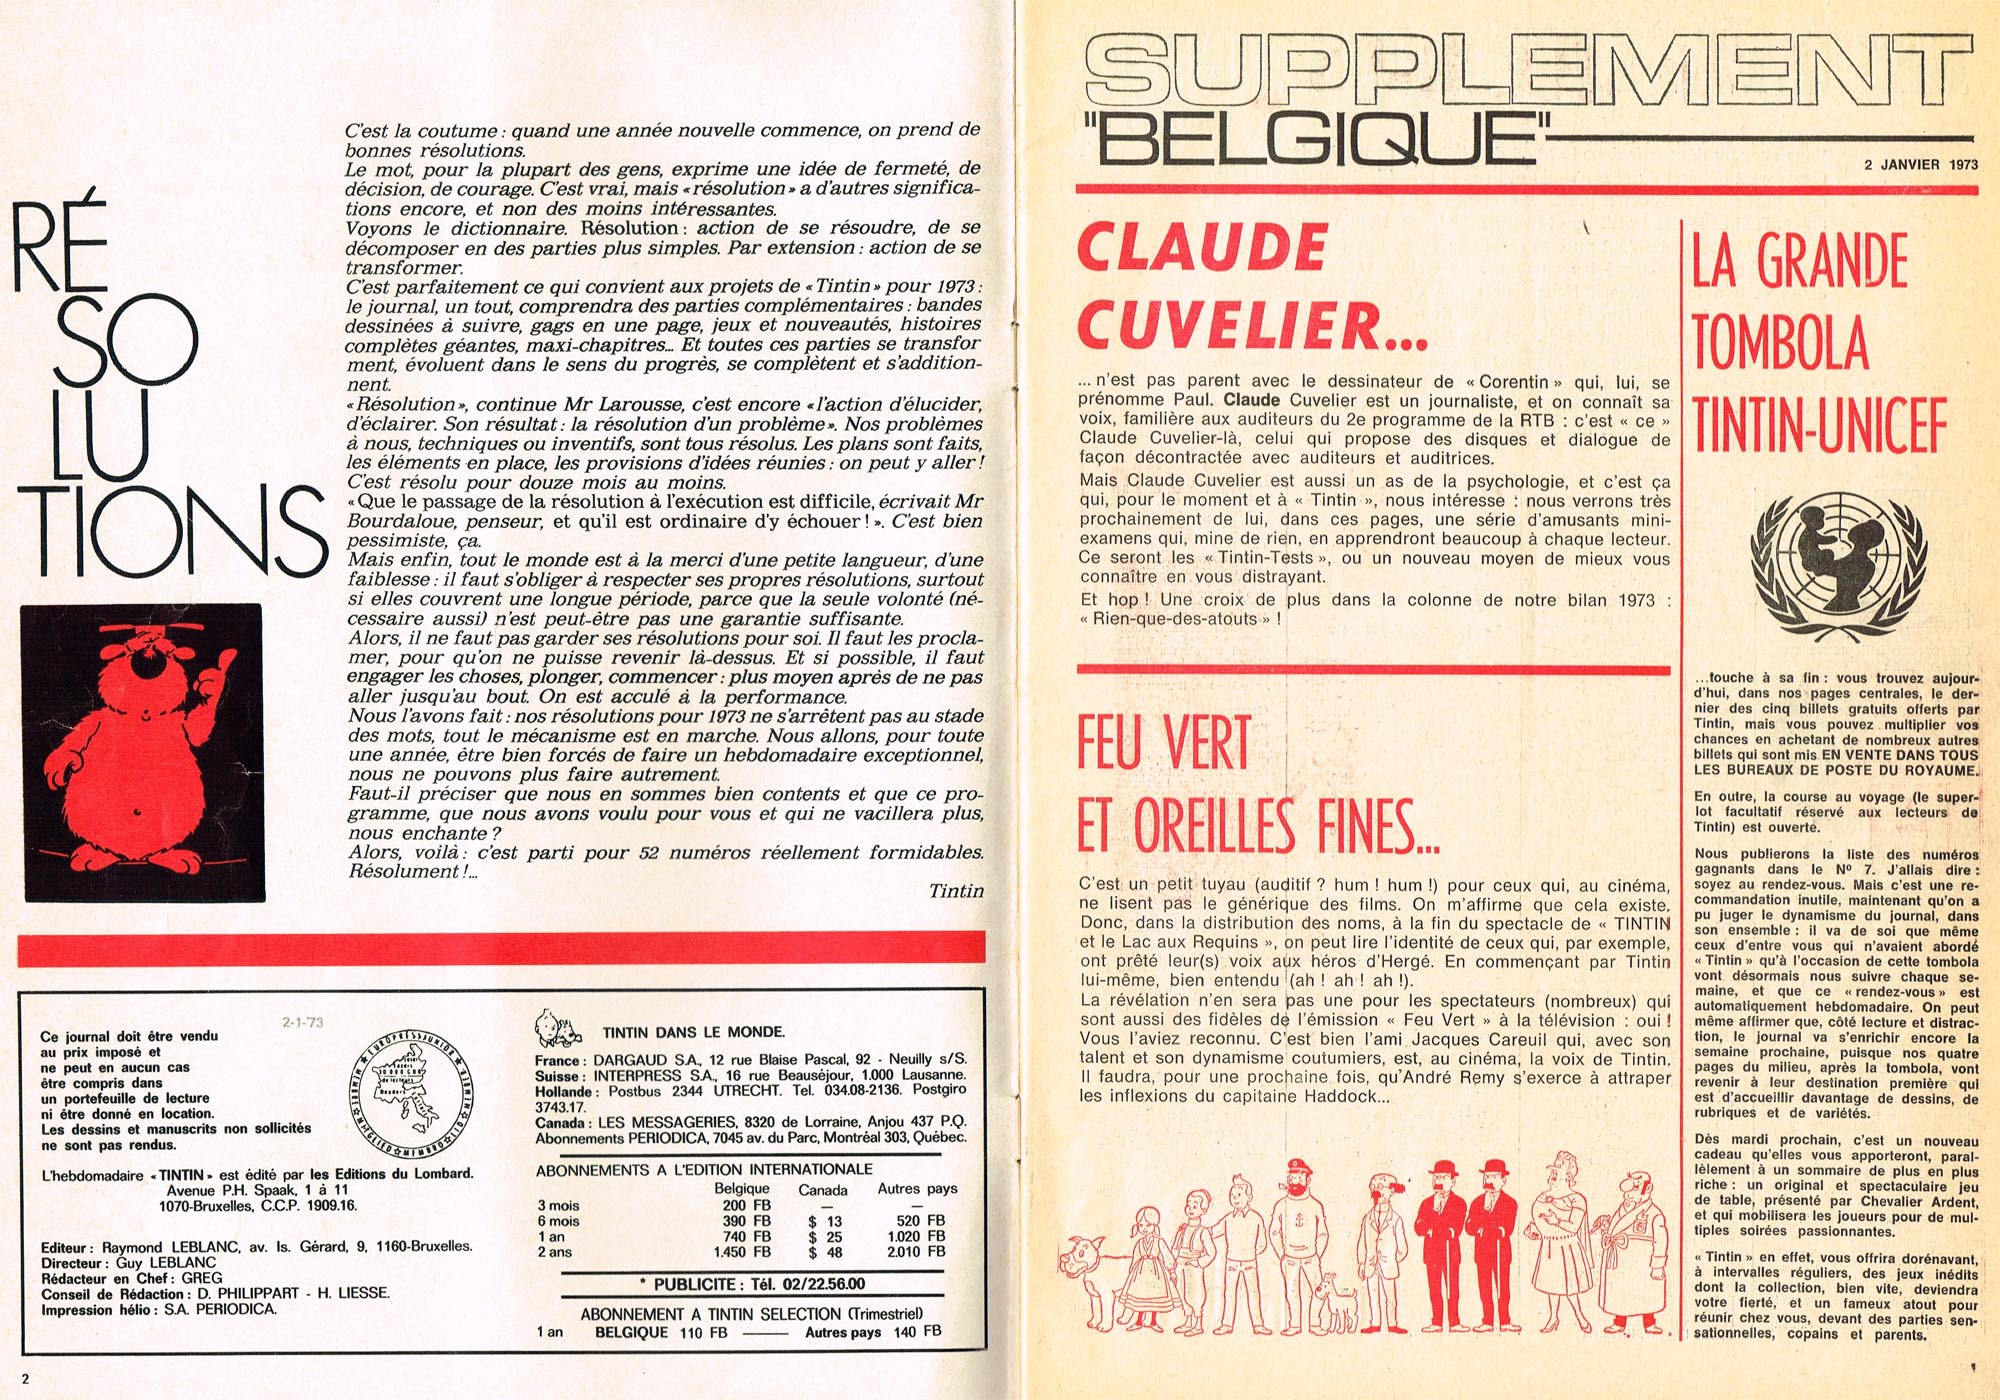 RÉ
SO
LU
TIONS
C'est la coutume : quand une année nouvelle commence, on prend de
bonnes résolutions.
Le mot, pour la plupart des gens, exprime une idée de fermeté, de
décision, de courage. C'est vrai, mais « résolution » a d'autres significa-
tions encore, et non des moins intéressantes.
Voyons le dictionnaire. Résolution : action de se résoudre, de se
décomposer en des parties plus simples. Par extension : action de se
transformer.
C'est parfaitement ce qui convient aux projets de « Tintin » pour 1973 :
le journal, un tout, comprendra des parties complémentaires : bandes
dessinées à suivre, gags en une page, jeux et nouveautés, histoires
complètes géantes, maxi-chapitres... Et toutes ces parties se transfor
ment, évoluent dans le sens du progrès, se complètent et s'addition-
nent.
« Résolution », continue Mr Larousse, c'est encore « l'action d'élucider,
d'éclairer. Son résultat : la résolution d'un problème ». Nos problèmes
à nous, techniques ou inventifs, sont tous résolus. Les plans sont faits,
les éléments en place, les provisions d'idées réunies : on peut y aller !
C'est résolu pour douze mois au moins.
« Que le passage de la résolution à l'exécution est difficile, écrivait Mr
Bourdaloue, penseur, et qu'il est ordinaire d'y échouer ! ». C'est bien
pessimiste, ça.
Mais enfin, tout le monde est à la merci d'une petite langueur, d'une
faiblesse : il faut s'obliger à respecter ses propres résolutions, surtout
si elles couvrent une longue période, parce que la seule volonté (né-
cessaire aussi) n'est peut-être pas une garantie suffisante.
Alors, il ne faut pas garder ses résolutions pour soi. Il faut les procla-
mer, pour qu'on ne puisse revenir là-dessus. Et si possible, il faut
engager les choses, plonger, commencer : plus moyen après de ne pas
aller jusqu'au bout. On est acculé à la performance.
Nous l'avons fait : nos résolutions pour 1973 ne s'arrêtent pas au stade
des mots, tout le mécanisme est en marche. Nous allons, pour toute
une année, être bien forcés de faire un hebdomadaire exceptionnel,
nous ne pouvons plus faire autrement.
Faut-il préciser que nous en sommes bien contents et que ce pro-
gramme, que nous avons voulu pour vous et qui ne vacillera plus,
nous enchante ?
Alors, voilà : c'est parti pour 52 numéros réellement formidables.
Résolument !...
Tintin
2-1-'73
Ce journal doit être vendu
au prix imposé et
ne peut en aucun cas
être compris dans
un portefeuille de lecture
ni être donné en location.
Les dessins et manuscrits non sollicités
ne sont pas rendus.
EUROPRESSJUNIOR
L'hebdomadaire « TINTIN » est édité par les Editions du Lombard.
Avenue P.H. Spaak, 1 à 11
1070-Bruxelles, C.C.P. 1909.16.
Editeur : Raymond LEBLANC, av. Is. Gérard, 9, 1160-Bruxelles.
Directeur : Guy LEBLANC
Rédacteur en Chef : GREG
Conseil de Rédaction : D. PHILIPPART - H. LIESSE.
Impression hélio : S.A. PERIODICA.
TINTIN DANS LE MONDE.
France : DARGAUD S.A., 12 rue Blaise Pascal, 92 - Neuilly s/S.
Suisse : INTERPRESS S.A., 16 rue Beauséjour, 1.000 Lausanne.
Hollande : Postbus 2344 UTRECHT. Tel. 034.08-2136. Postgiro
3743.17.
Canada : LES MESSAGERIES, 8320 de Lorraine, Anjou 437 P.Q.
Abonnements PERIODICA, 7045 av. du Parc, Montréal 303, Québec.
ABONNEMENTS A L'EDITION INTERNATIONALE
Belgique Canada Autres pays
3 mois 200 FB — —
6 mois 390 FB $ 13 520 FB
1 an 740 FB $ 25 1.020 FB
2 ans 1.450 FB $ 48 2.010 FB
* PUBLICITE : Tél. 02/22.56.00
ABONNEMENT A TINTIN SELECTION (Trimestriel)
1 an BELGIQUE 110 FB —— Autres pays 140 FB
2
SUPPLEMENT
"BELGIQUE"
2 JANVIER 1973
CLAUDE
CUVELIER...
... n'est pas parent avec le dessinateur de « Corentin » qui, lui, se
prénomme Paul. Claude Cuvelier est un journaliste, et on connaît sa
voix, familière aux auditeurs du 2e programme de la RTB : c'est « ce »
Claude Cuvelier-là, celui qui propose des disques et dialogue de
façon décontractée avec auditeurs et auditrices.
Mais Claude Cuvelier est aussi un as de la psychologie, et c'est ça
qui, pour le moment et à « Tintin », nous intéresse : nous verrons très
prochainement de lui, dans ces pages, une série d'amusants mini-
examens qui, mine de rien, en apprendront beaucoup à chaque lecteur.
Ce seront les « Tintin-Tests », ou un nouveau moyen de mieux vous
connaître en vous distrayant.
Et hop ! Une croix de plus dans la colonne de notre bilan 1973 :
« Rien-que-des-atouts » !
FEU VERT
ET OREILLES FINES...
C'est un petit tuyau (auditif ? hum ! hum !) pour ceux qui, au cinéma,
ne lisent pas le générique des films. On m'affirme que cela existe.
Donc, dans la distribution des noms, à la fin du spectacle de « TINTIN
et le Lac aux Requins », on peut lire l'identité de ceux qui, par exemple,
ont prêté leur(s) voix aux héros d'Hergé. En commençant par Tintin
lui-même, bien entendu (ah ! ah ! ah !).
La révélation n'en sera pas une pour les spectateurs (nombreux) qui
sont aussi des fidèles de l'émission « Feu Vert » à la télévision : oui !
Vous l'aviez reconnu. C'est bien l'ami Jacques Careuil qui, avec son
talent et son dynamisme coutumiers, est, au cinéma, la voix de Tintin.
Il faudra, pour une prochaine fois, qu'André Remy s'exerce à attraper
les inflexions du capitaine Haddock...
LA GRANDE
TOMBOLA
TINTIN-UNICEF
...touche à sa fin : vous trouvez aujour-
d'hui, dans nos pages centrales, le der-
nier des cinq billets gratuits offerts par
Tintin, mais vous pouvez multiplier vos
chances en achetant de nombreux autres
billets qui sont mis EN VENTE DANS TOUS
LES BUREAUX DE POSTE DU ROYAUME.
En outre, la course au voyage (le super-
lot facultatif réservé aux lecteurs de
Tintin) est ouverte.
Nous publierons la liste des numéros
gagnants dans le Nº 7. J'allais dire :
soyez au rendez-vous. Mais c'est une re-
commandation inutile, maintenant qu'on a
pu juger le dynamisme du journal, dans
son ensemble : il va de soi que même
ceux d'entre vous qui n'avaient abordé
« Tintin » qu'à l'occasion de cette tombola
vont désormais nous suivre chaque se-
maine, et que ce « rendez-vous » est
automatiquement hebdomadaire. On peut
même affirmer que, côté lecture et distrac-
tion, le journal va s'enrichir encore la
semaine prochaine, puisque nos quatre
pages du milieu, après la tombola, vont
revenir à leur destination première qui
est d'accueillir davantage de dessins, de
rubriques et de variétés.
Dès mardi prochain, c'est un nouveau
cadeau qu'elles vous apporteront, paral-
lèlement à un sommaire de plus en plus
riche : un original et spectaculaire jeu
de table, présenté par Chevalier Ardent,
et qui mobilisera les joueurs pour de mul-
tiples soirées passionnantes.
« Tintin » en effet, vous offrira dorénavant,
à intervalles réguliers, des jeux inédits
dont la collection, bien vite, deviendra
votre fierté, et un fameux atout pour
réunir chez vous, devant des parties sen-
sationnelles, copains et parents.
1